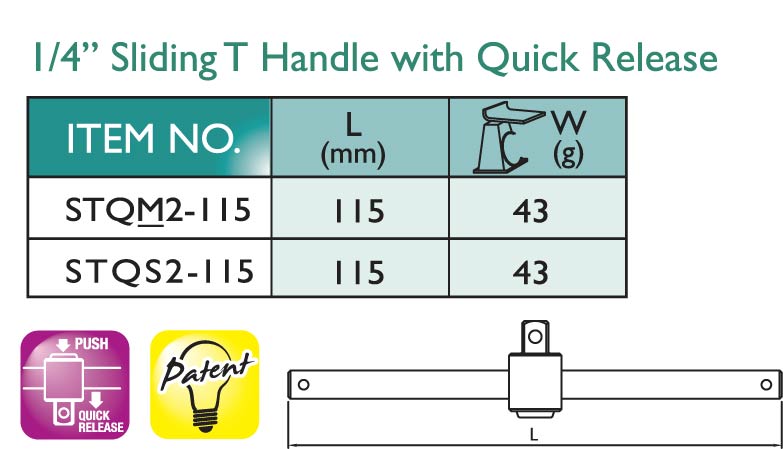 1/4” Sliding T Handle with Quick Release
ITEM NO. L (mm) W (g)
STQM2-115 115 43
STQS2-115 115 43
PUSH
QUICK
RELEASE
Patent
L